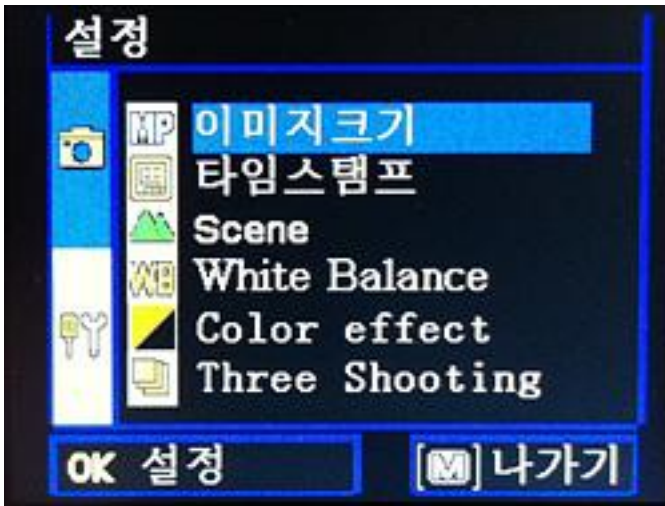 설정
MP 이미지크기
타임스탬프
Scene
WB White Balance
Color effect
Three Shooting
OK 설정
[M]나가기